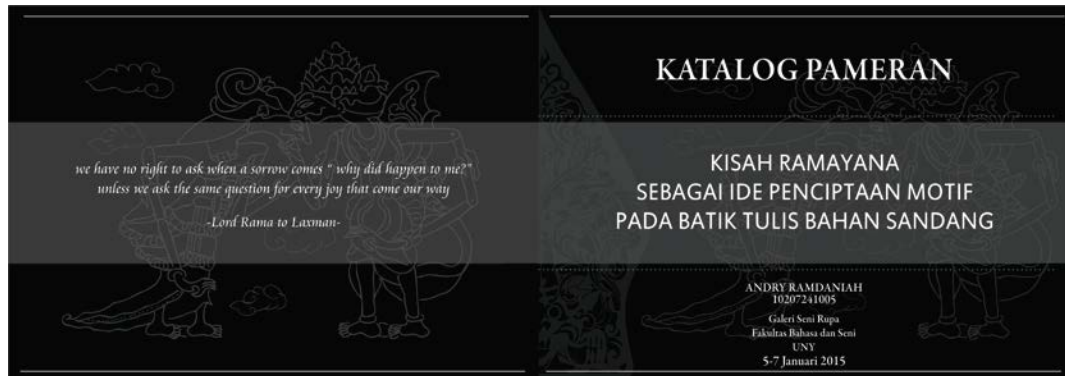 we have no right to ask when a sorrow comes “ why did happen to me?”
unless we ask the same question for every joy that come our way
-Lord Rama to Laxman-
KATALOG PAMERAN
KISAH RAMAYANA
SEBAGAI IDE PENCIPTAAN MOTIF
PADA BATIK TULIS BAHAN SANDANG
ANDRY RAMDANIAH
10207241005
Galeri Seni Rupa
Fakultas Bahasa dan Seni
UNY
5-7 Januari 2015